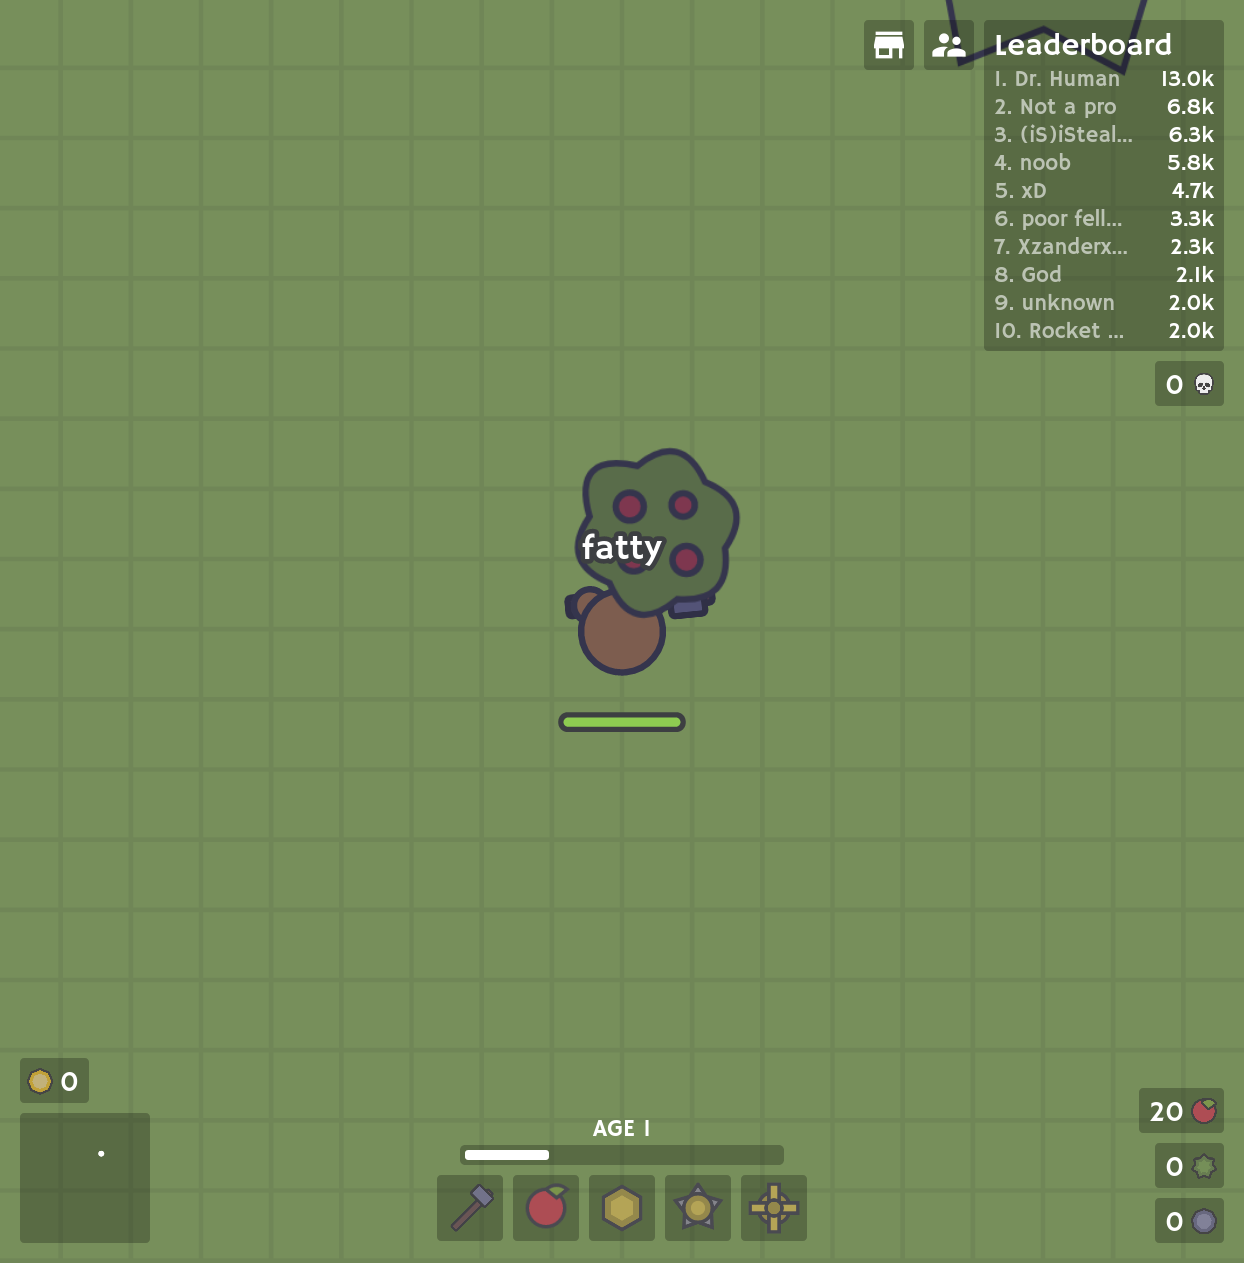 Leaderboard
1. Dr. Human 13.0k
2. Not a pro 6.8k
3. (iS)iSteal... 6.3k
4. noob 5.8k
5. xD 4.7k
6. poor fell... 3.3k
7. Xzanderx... 2.3k
8. God 2.1k
9. unknown 2.0k
10. Rocket ... 2.0k
0
fatty
0
AGE 1
20
0
0